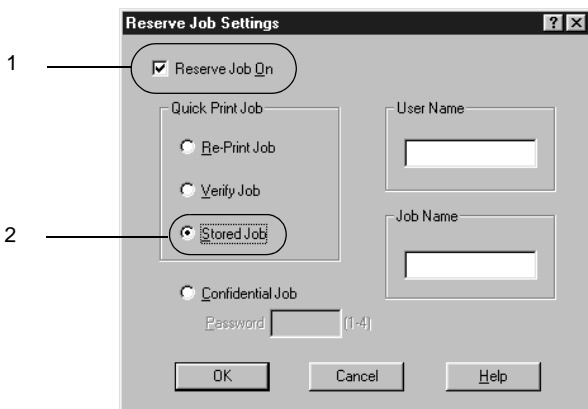 Reserve Job Settings
1
Reserve Job On
Quick Print Job
User Name
Re-Print Job
Verify Job
Job Name
2
Stored Job
Confidential Job
Password (1-4)
OK Cancel Help